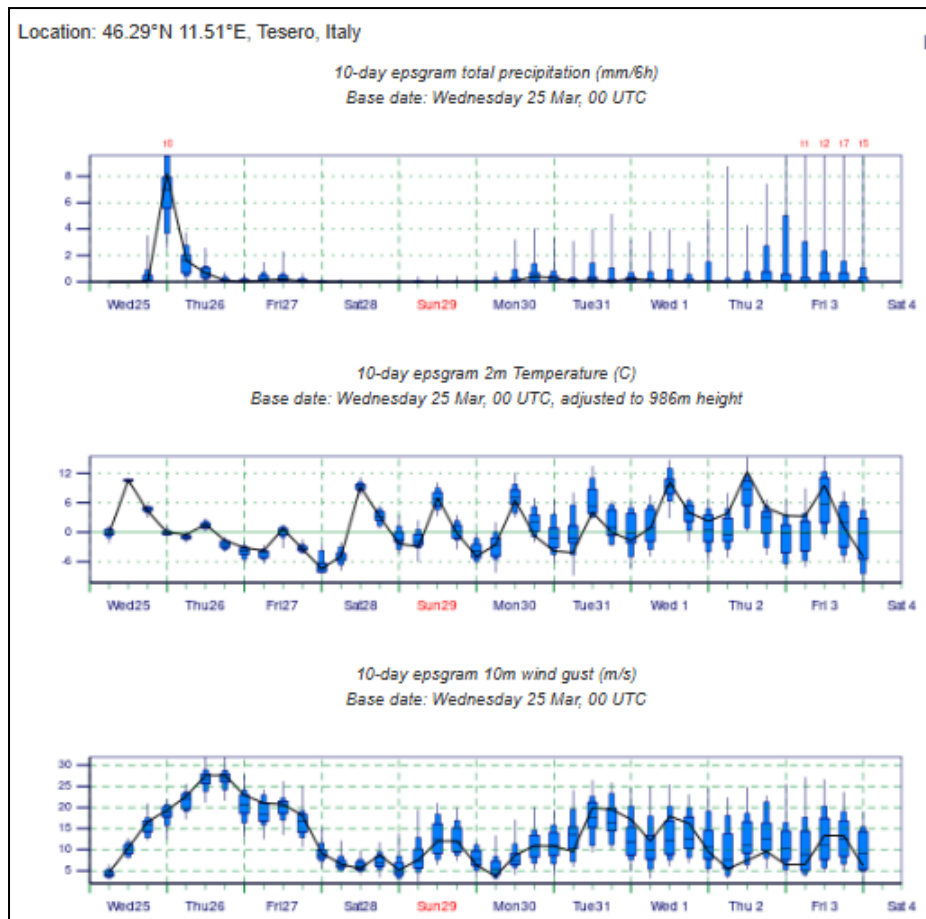 Location: 46.29°N 11.51°E, Tesero, Italy
10-day epsgram total precipitation (mm/6h)
Base date: Wednesday 25 Mar, 00 UTC
10 11 12 17 15
8
6
4
2
0
Wed25 Thu26 Fri27 Sat28 Sun29 Mon30 Tue31 Wed 1 Thu 2 Fri 3 Sat 4
10-day epsgram 2m Temperature (C)
Base date: Wednesday 25 Mar, 00 UTC, adjusted to 986m height
12
6
0
-6
Wed25 Thu26 Fri27 Sat28 Sun29 Mon30 Tue31 Wed 1 Thu 2 Fri 3 Sat 4
10-day epsgram 10m wind gust (m/s)
Base date: Wednesday 25 Mar, 00 UTC
30
25
20
15
10
5
Wed25 Thu26 Fri27 Sat28 Sun29 Mon30 Tue31 Wed 1 Thu 2 Fri 3 Sat 4